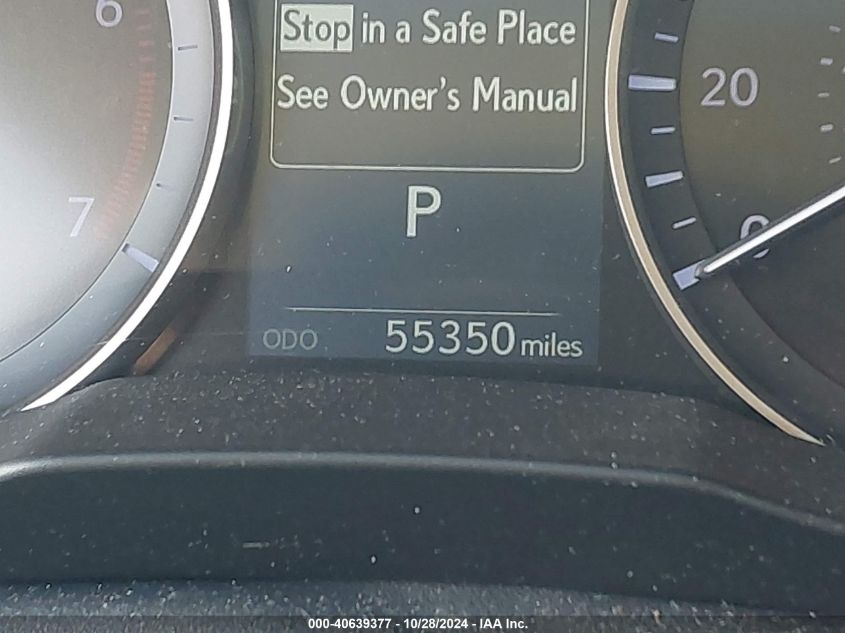 6
Stop in a Safe Place
See Owner's Manual
20
7
P
0
ODO 55350 miles
000-40639377 - 10/28/2024 - IAA Inc.